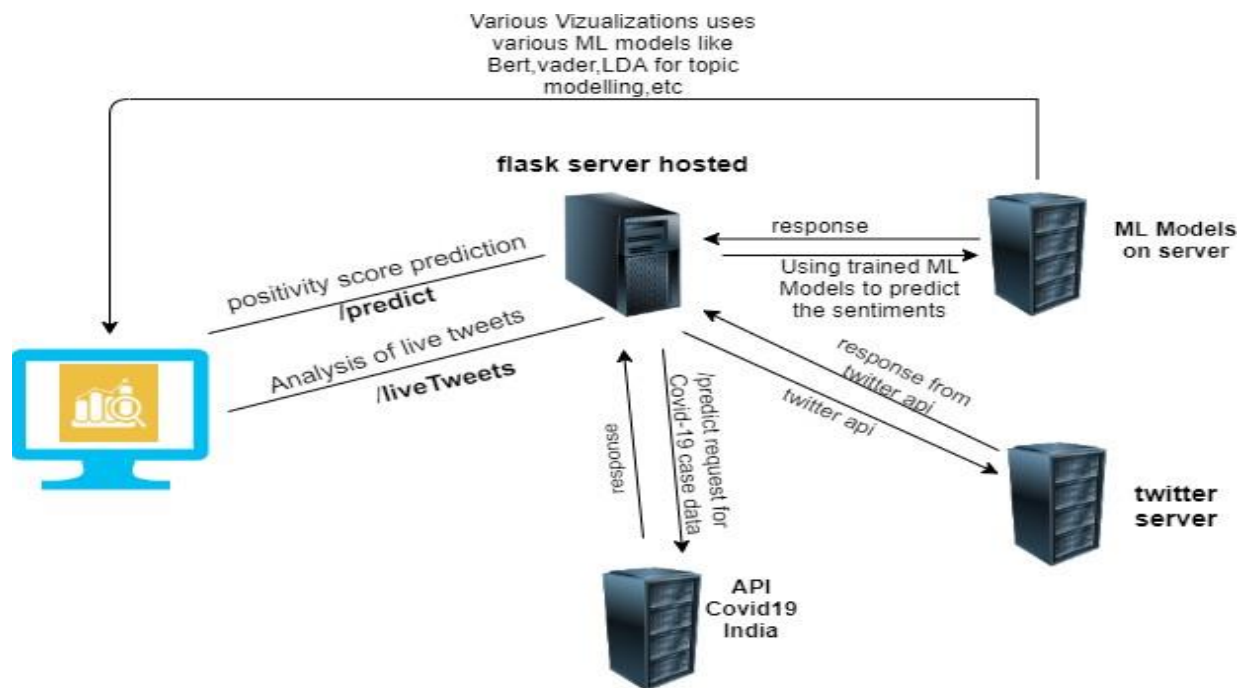 Various Vizualizations uses
various ML models like
Bert,vader,LDA for topic
modelling,etc
flask server hosted
response
ML Models
on server
Using trained ML
Models to predict
the sentiments
positivity score prediction
/predict
Analysis of live tweets
/liveTweets
response from
twitter api
twitter api
/predict request for
Covid-19 case data
response
twitter
server
API
Covid19
India